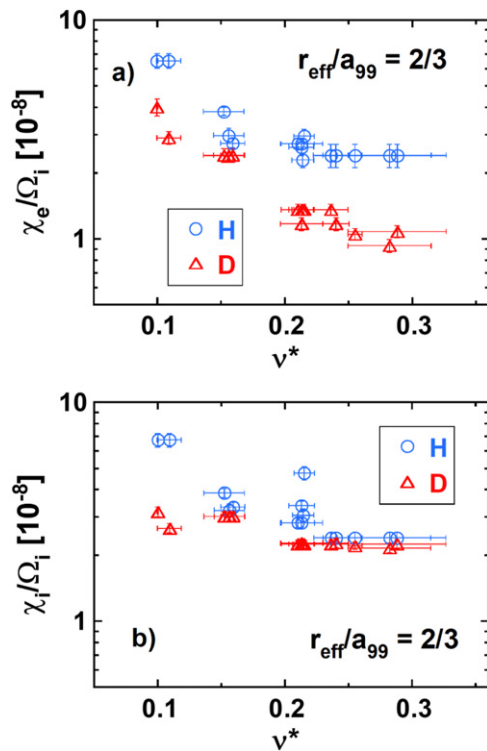 10
a)
r_eff/a_99 = 2/3
χ_e/Ω_i [10^-8]
H
D
1
0.1 0.2 0.3
ν*
10
H
D
χ_i/Ω_i [10^-8]
1
b)
r_eff/a_99 = 2/3
0.1 0.2 0.3
ν*